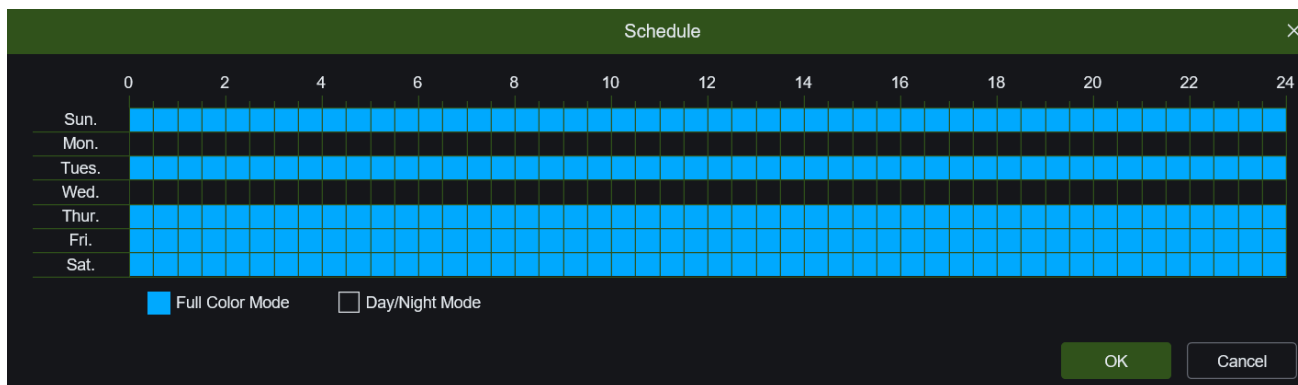 Schedule
0 2 4 6 8 10 12 14 16 18 20 22 24
Sun.
Mon.
Tues.
Wed.
Thur.
Fri.
Sat.
Full Color Mode Day/Night Mode
OK Cancel